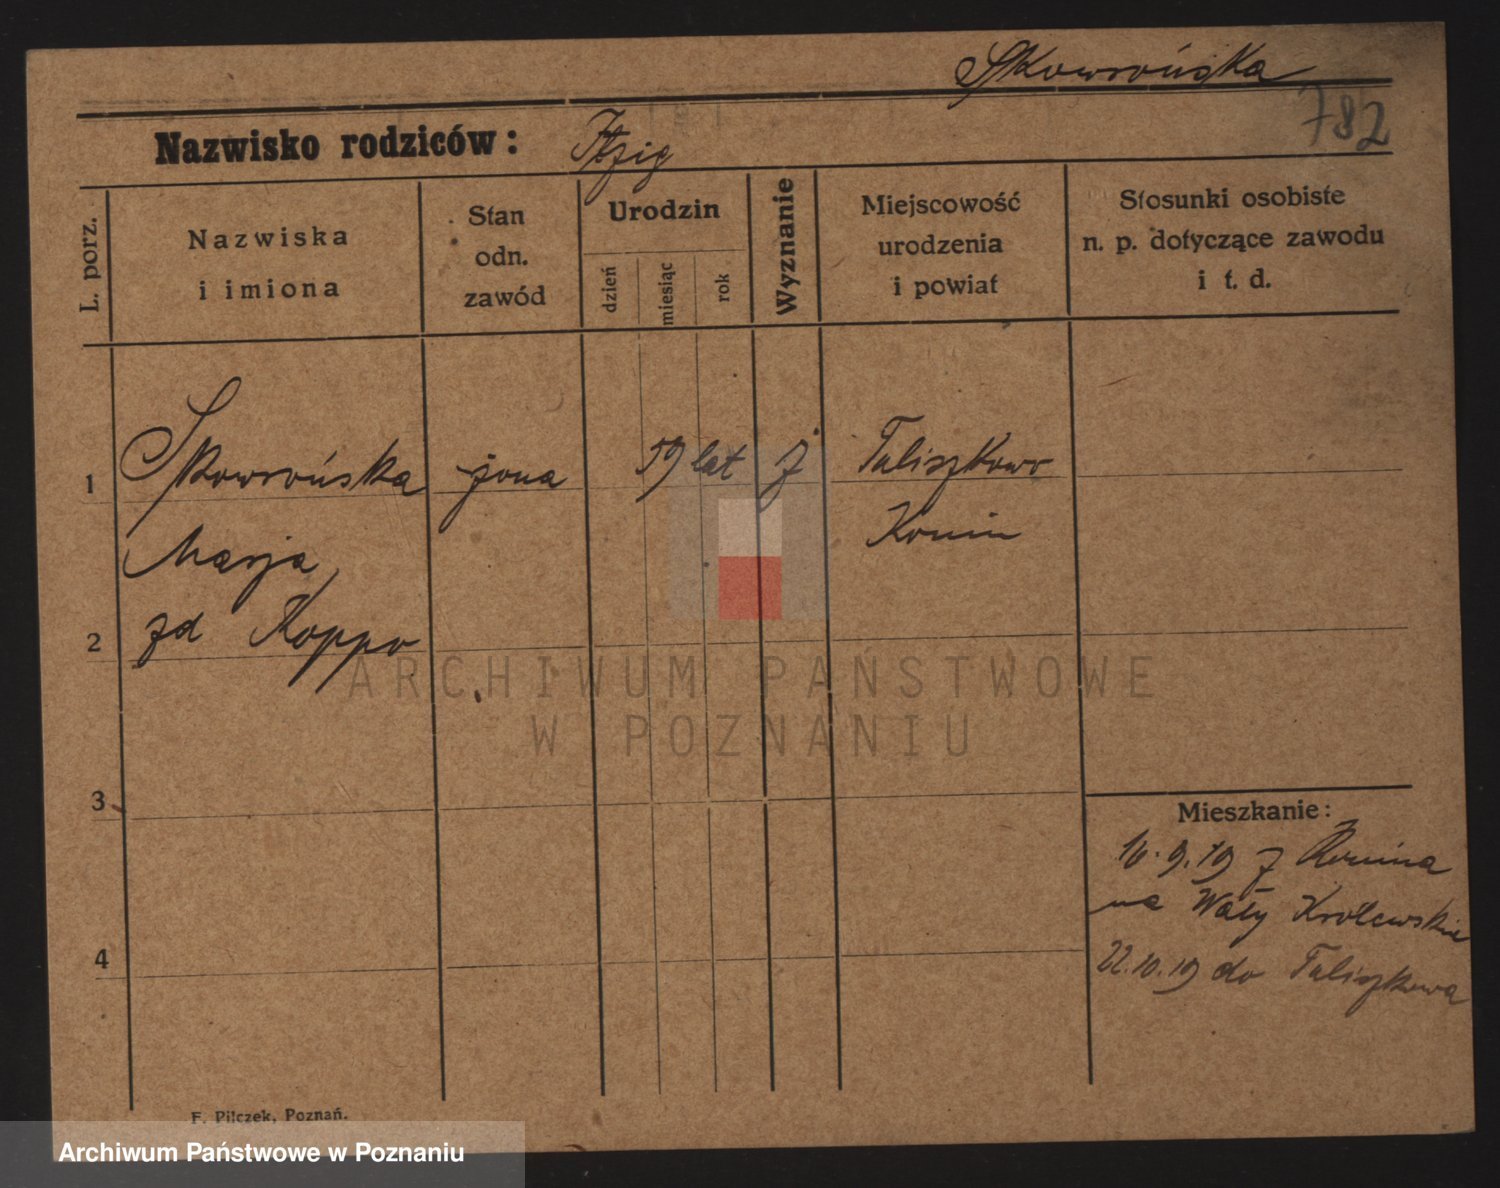 Skowrońska
782
Nazwisko rodziców: Itzig
L. porz.
Nazwiska
i imiona
Stan
odn.
zawód
Urodzin
dzień
miesiąc
rok
Wyznanie
Miejscowość
urodzenia
i powiat
Stosunki osobiste
n. p. dotyczące zawodu
i t. d.
1
Skowrońska żona 59 lat J Taliszkowo
Marja Konin
2
zd Koppo
3
4
Mieszkanie:
16.9.19 z Konina
na Wały Królewskie
22.10.19 do Taliszkowa
F. Pilczek, Poznań.
ARCHIWUM PAŃSTWOWE
W POZNANIU
Archiwum Państwowe w Poznaniu